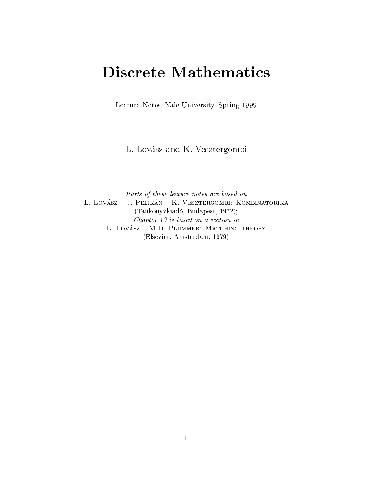 Discrete Mathematics
Lecture Notes, Yale University, Spring 1999
L. Lovász and K. Vesztergombi
Parts of these lecture notes are based on
L. Lovász – J. Pelikán – K. Vesztergombi: Kombinatorika
(Tankönyvkiadó, Budapest, 1972);
Chapter 14 is based on a section in
L. Lovász – M.D. Plummer: Matching theory
(Elsevier, Amsterdam, 1979)
1